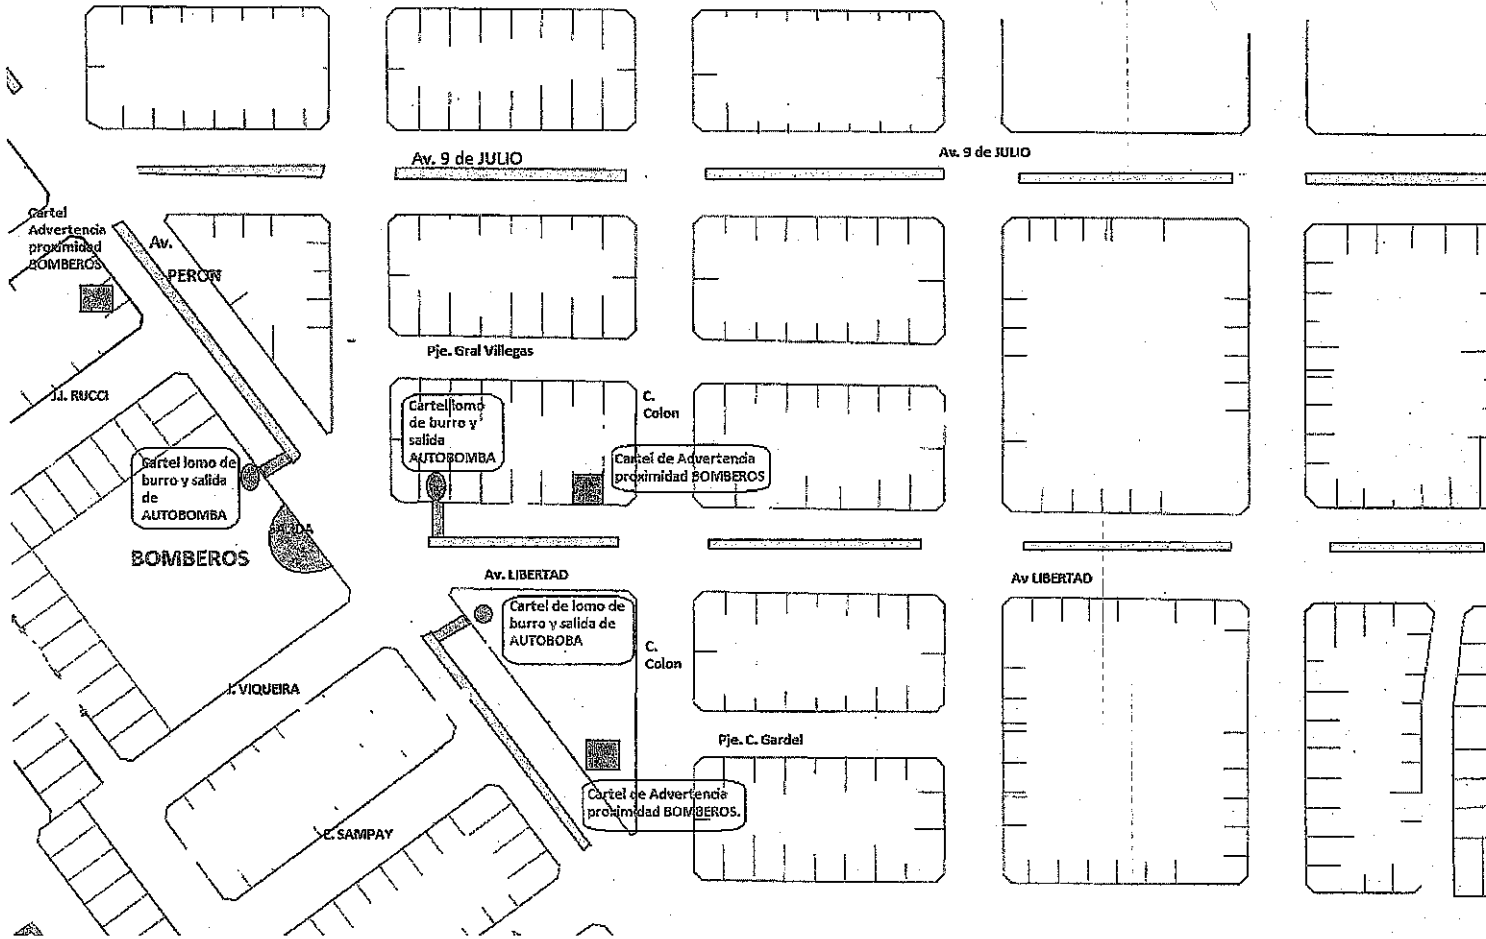 Av. 9 de JULIO
Av. 9 de JULIO
Cartel
Advertencia
proximidad
BOMBEROS
Av.
PERON
Pje. Gral Villegas
J.I. RUCCI
Cartel lomo
de burro y
salida
AUTOBOMBA
C.
Colon
Cartel de Advertencia
proximidad BOMBEROS
Cartel lomo de
burro y salida
de
AUTOBOMBA
SALIDA
BOMBEROS
Av. LIBERTAD
Av LIBERTAD
Cartel de lomo de
burro y salida de
AUTOBOBA
C.
Colon
J. VIQUEIRA
Pje. C. Gardel
Cartel de Advertencia
proximidad BOMBEROS.
E. SAMPAY